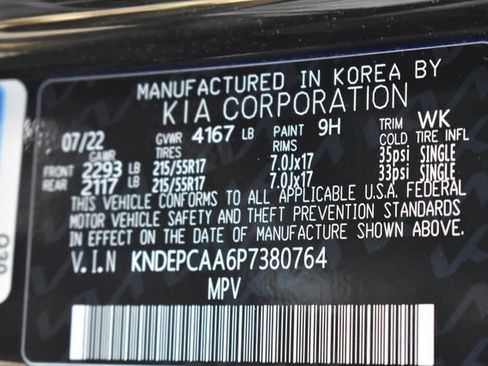 MANUFACTURED IN KOREA BY
KIA CORPORATION
07/22 GVWR 4167 LB PAINT 9H TRIM WK
GAWR TIRES RIMS COLD TIRE INFL
FRONT 2293 LB 215/55R17 7.0Jx17 35psi SINGLE
REAR 2117 LB 215/55R17 7.0Jx17 33psi SINGLE
THIS VEHICLE CONFORMS TO ALL APPLICABLE U.S.A. FEDERAL
MOTOR VEHICLE SAFETY AND THEFT PREVENTION STANDARDS
IN EFFECT ON THE DATE OF MANUFACTURE SHOWN ABOVE.
V.I.N KNDEPCAA6P7380764
MPV
030